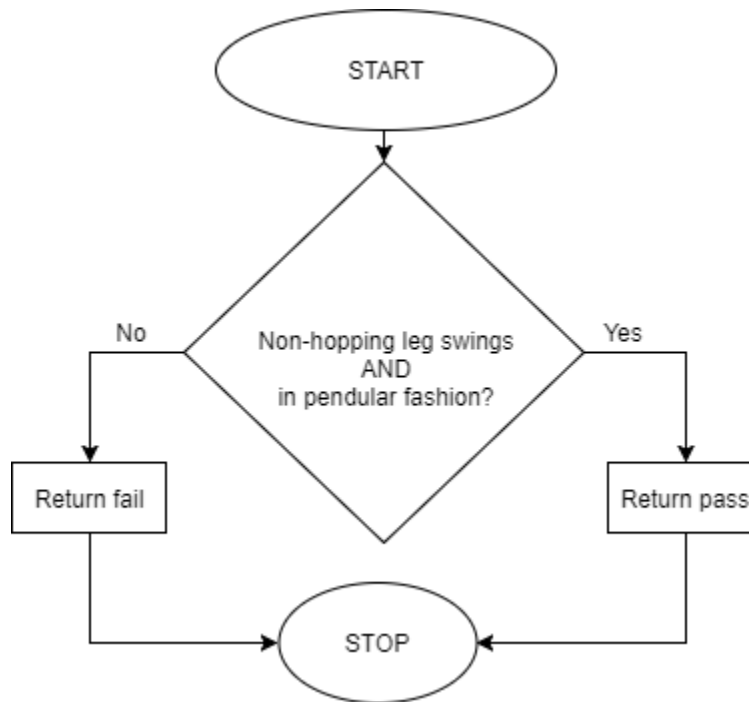 START
No
Yes
Non-hopping leg swings
AND
in pendular fashion?
Return fail
Return pass
STOP